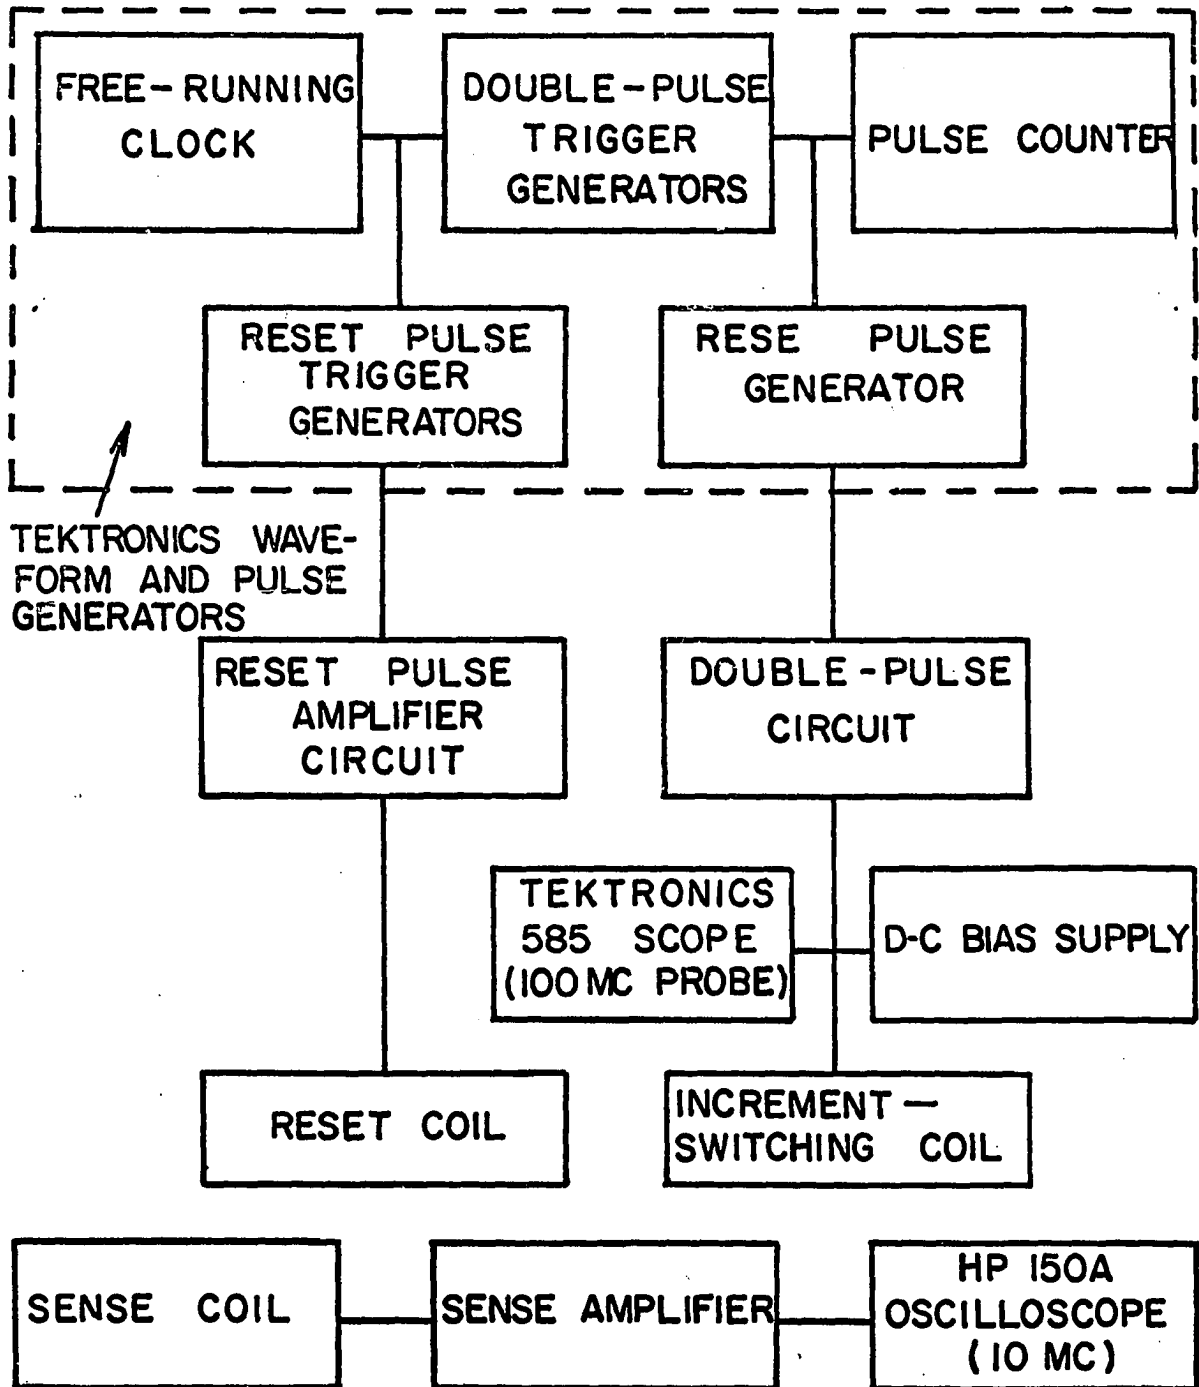 FREE-RUNNING
CLOCK
DOUBLE-PULSE
TRIGGER
GENERATORS
PULSE COUNTER
RESET PULSE
TRIGGER
GENERATORS
RESE PULSE
GENERATOR
TEKTRONICS WAVE-
FORM AND PULSE
GENERATORS
RESET PULSE
AMPLIFIER
CIRCUIT
DOUBLE-PULSE
CIRCUIT
TEKTRONICS
585 SCOPE
(100 MC PROBE)
D-C BIAS SUPPLY
RESET COIL
INCREMENT-
SWITCHING COIL
SENSE COIL
SENSE AMPLIFIER
HP 150A
OSCILLOSCOPE
(10 MC)